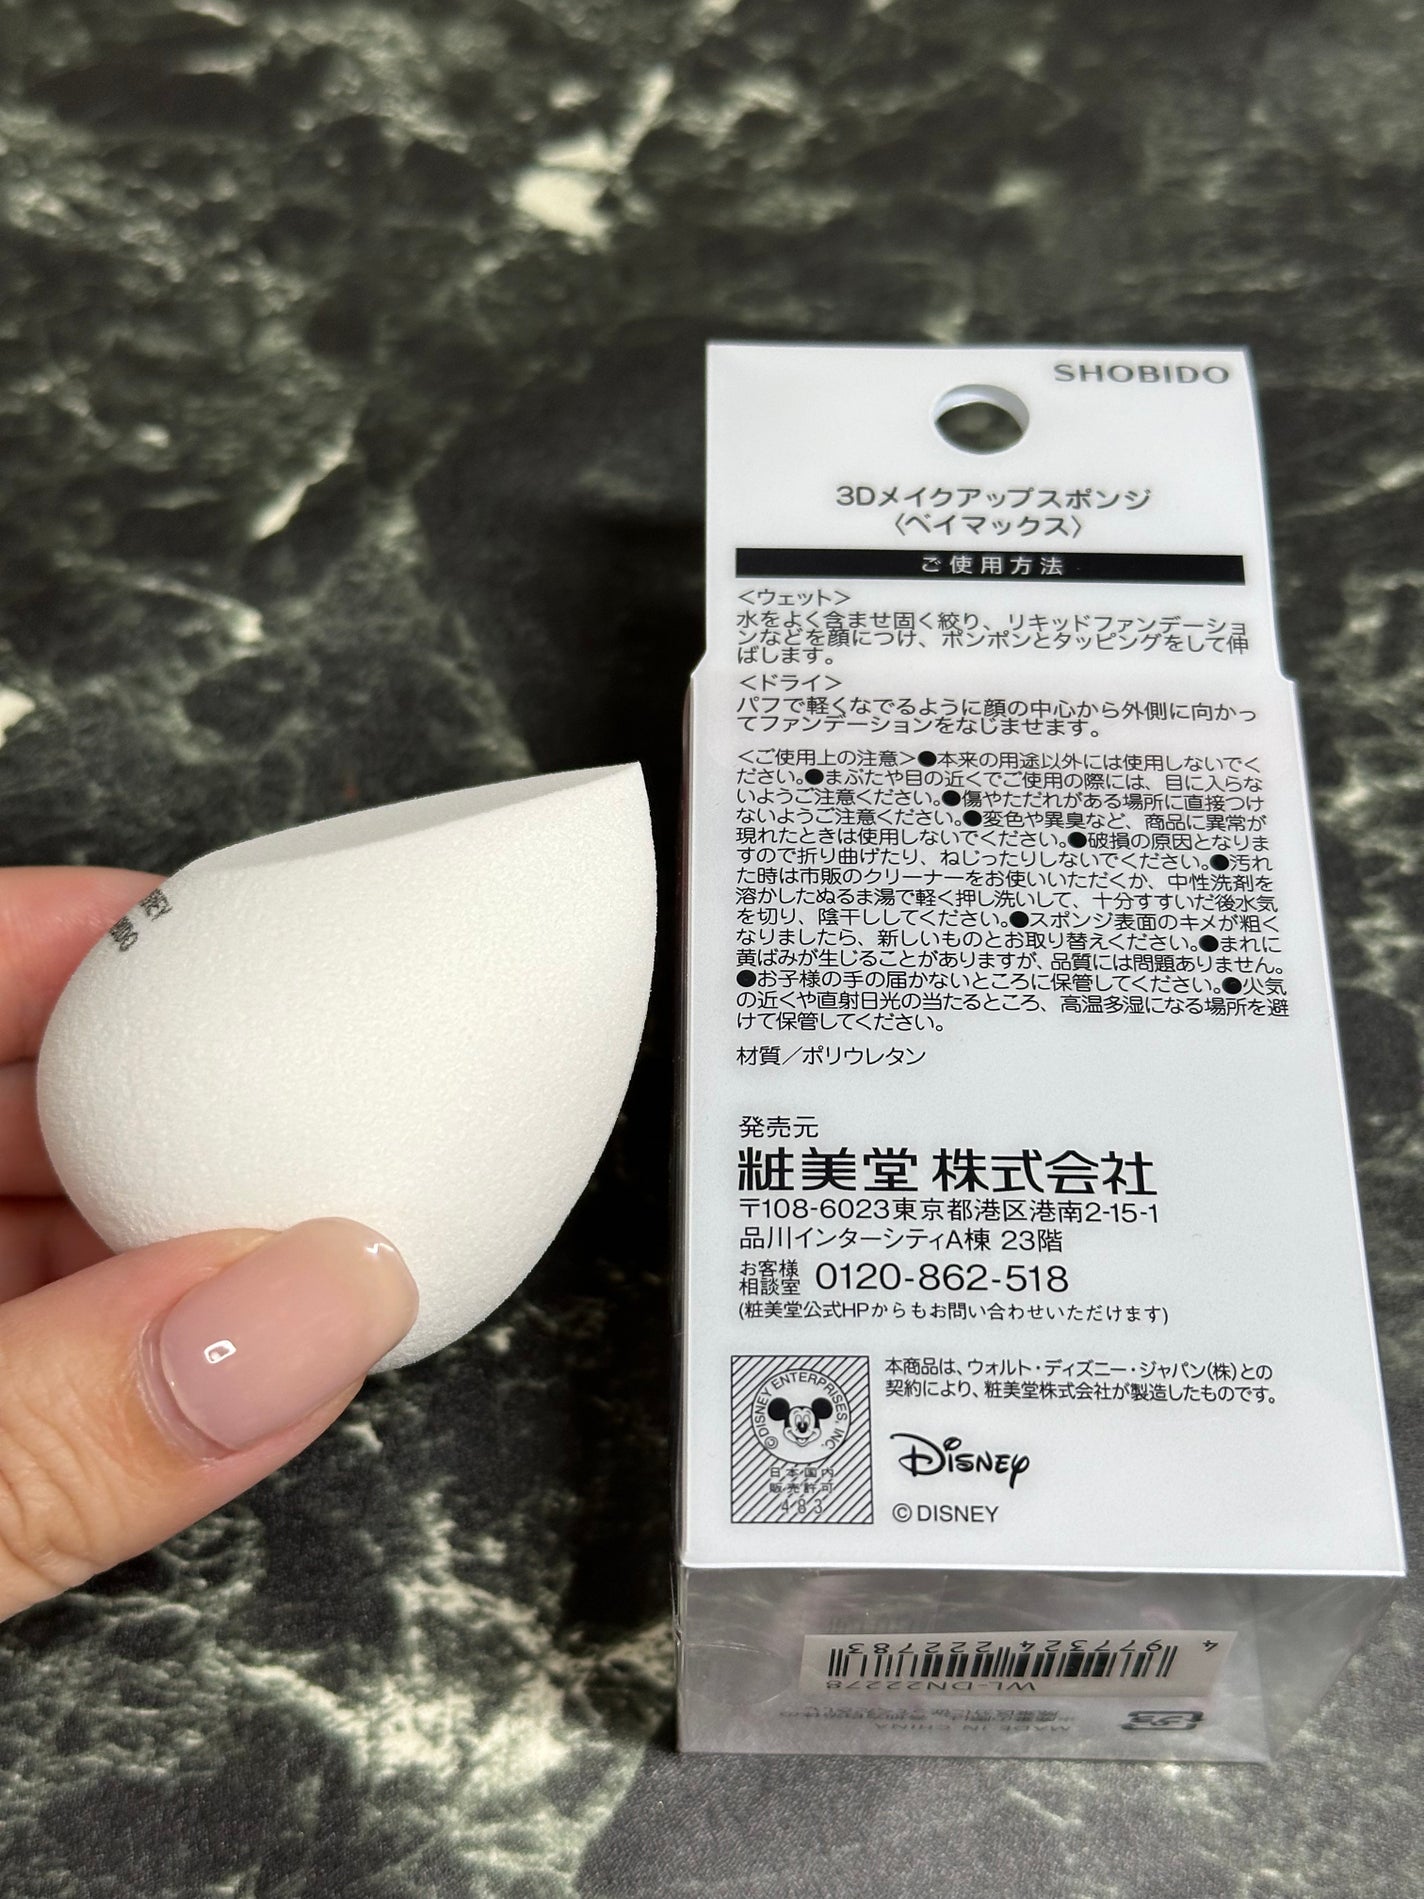 SHOBIDO
3Dメイクアップスポンジ
〈ベイマックス〉
ご使用方法
＜ウェット＞
水をよく含ませ固く絞り、リキッドファンデーショ
ンなどを顔につけ、ポンポンとタッピングをして伸
ばします。
＜ドライ＞
パフで軽くなでるように顔の中心から外側に向かっ
てファンデーションをなじませます。
＜ご使用上の注意＞●本来の用途以外には使用しないでく
ださい。●まぶたや目の近くでご使用の際には、目に入らな
いようご注意ください。●傷やただれがある場所に直接つけ
ないようご注意ください。●変色や異臭など、商品に異常が
現れたときは使用しないでください。●破損の原因となりま
すので折り曲げたり、ねじったりしないでください。●汚れ
た時は市販のクリーナーをお使いいただくか、中性洗剤を
溶かしたぬるま湯で軽く押し洗いして、十分すすいだ後水気
を切り、陰干ししてください。●スポンジ表面のキメが粗く
なりましたら、新しいものとお取り替えください。●まれに
黄ばみが生じることがありますが、品質には問題ありません。
●お子様の手の届かないところに保管してください。●火気
の近くや直射日光の当たるところ、高温多湿になる場所を避
けて保管してください。
材質／ポリウレタン
発売元
粧美堂 株式会社
〒108-6023東京都港区港南2-15-1
品川インターシティA棟 23階
お客様
相談室 0120-862-518
(粧美堂公式HPからもお問い合わせいただけます)
本商品は、ウォルト・ディズニー・ジャパン(株)との
契約により、粧美堂株式会社が製造したものです。
©DISNEY ENTERPRISES, INC.
日本国内
販売許可
483
Disney
©DISNEY
4 977324 222783
WL-DN22278
MADE IN CHINA